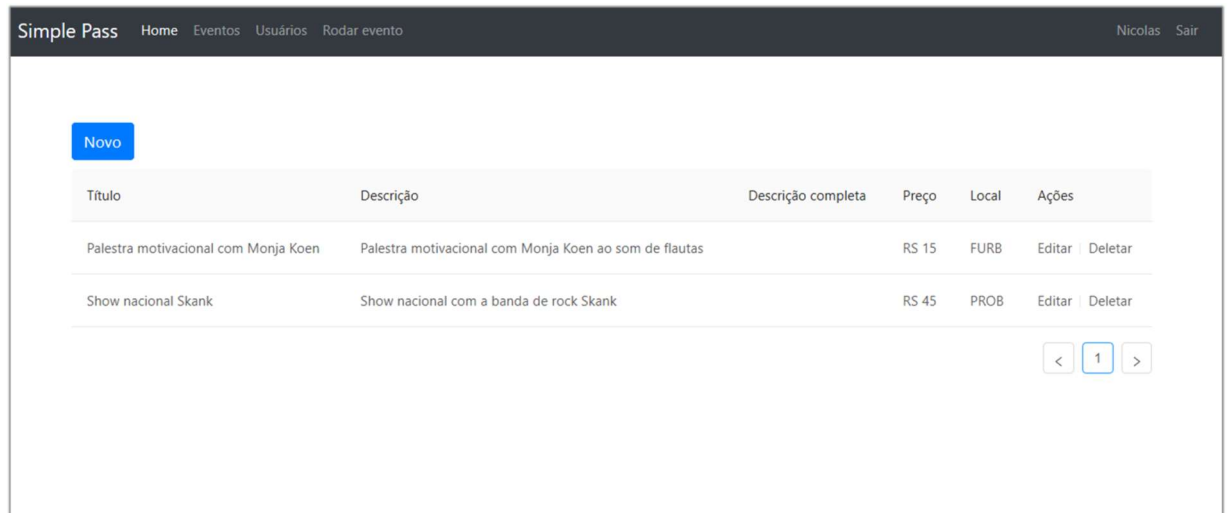 Simple Pass Home Eventos Usuários Rodar evento Nicolas Sair
Novo
Título Descrição Descrição completa Preço Local Ações
Palestra motivacional com Monja Koen Palestra motivacional com Monja Koen ao som de flautas RS 15 FURB Editar Deletar
Show nacional Skank Show nacional com a banda de rock Skank RS 45 PROB Editar Deletar
< 1 >